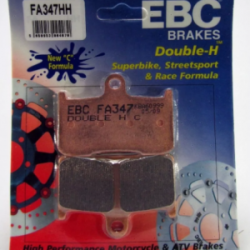 FA347HH
EBC
BRAKES
New "C"
Formula
Double-H
Superbike, Streetsport
& Race Formula
EBC FA347
DOUBLE H C
High Performance Motorcycle & ATV Brakes